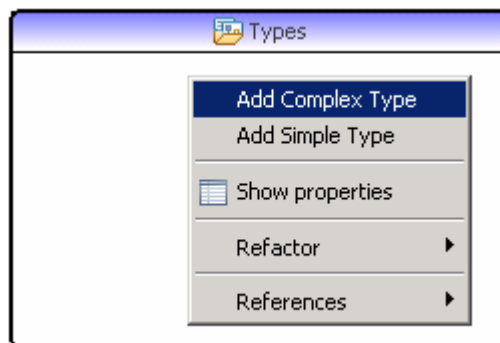 Types
Add Complex Type
Add Simple Type
Show properties
Refactor
References